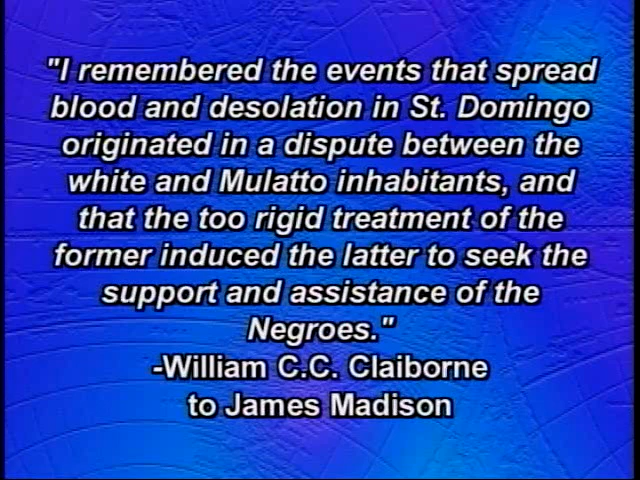 "I remembered the events that spread
blood and desolation in St. Domingo
originated in a dispute between the
white and Mulatto inhabitants, and
that the too rigid treatment of the
former induced the latter to seek the
support and assistance of the
Negroes."
-William C.C. Claiborne
to James Madison